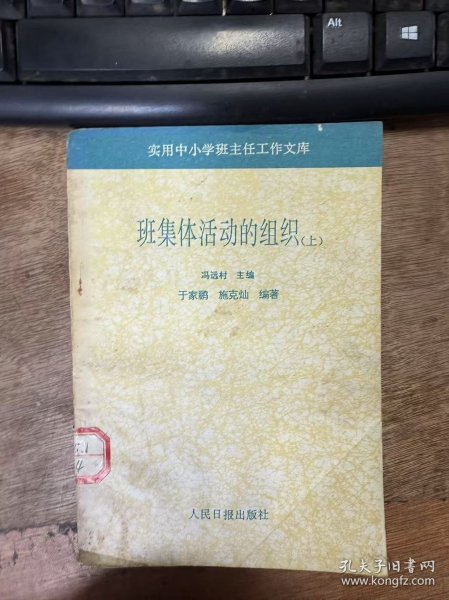 Alt
实用中小学班主任工作文库
班集体活动的组织(上)
冯远村 主编
于家鹏 施克灿 编著
人民日报出版社
孔夫子旧书网
www.kongfz.com